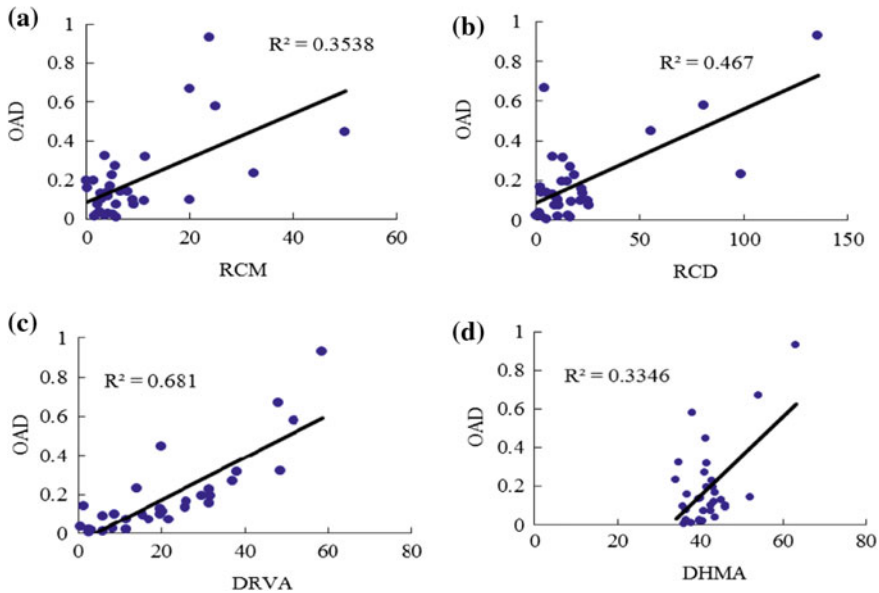 (a)
1
0.8
0.6
0.4
0.2
0
OAD
R² = 0.3538
0 20 40 60
RCM
(b)
1
0.8
0.6
0.4
0.2
0
OAD
R² = 0.467
0 50 100 150
RCD
(c)
1
0.8
0.6
0.4
0.2
0
OAD
R² = 0.681
0 20 40 60 80
DRVA
(d)
1
0.8
0.6
0.4
0.2
0
OAD
R² = 0.3346
0 20 40 60 80
DHMA